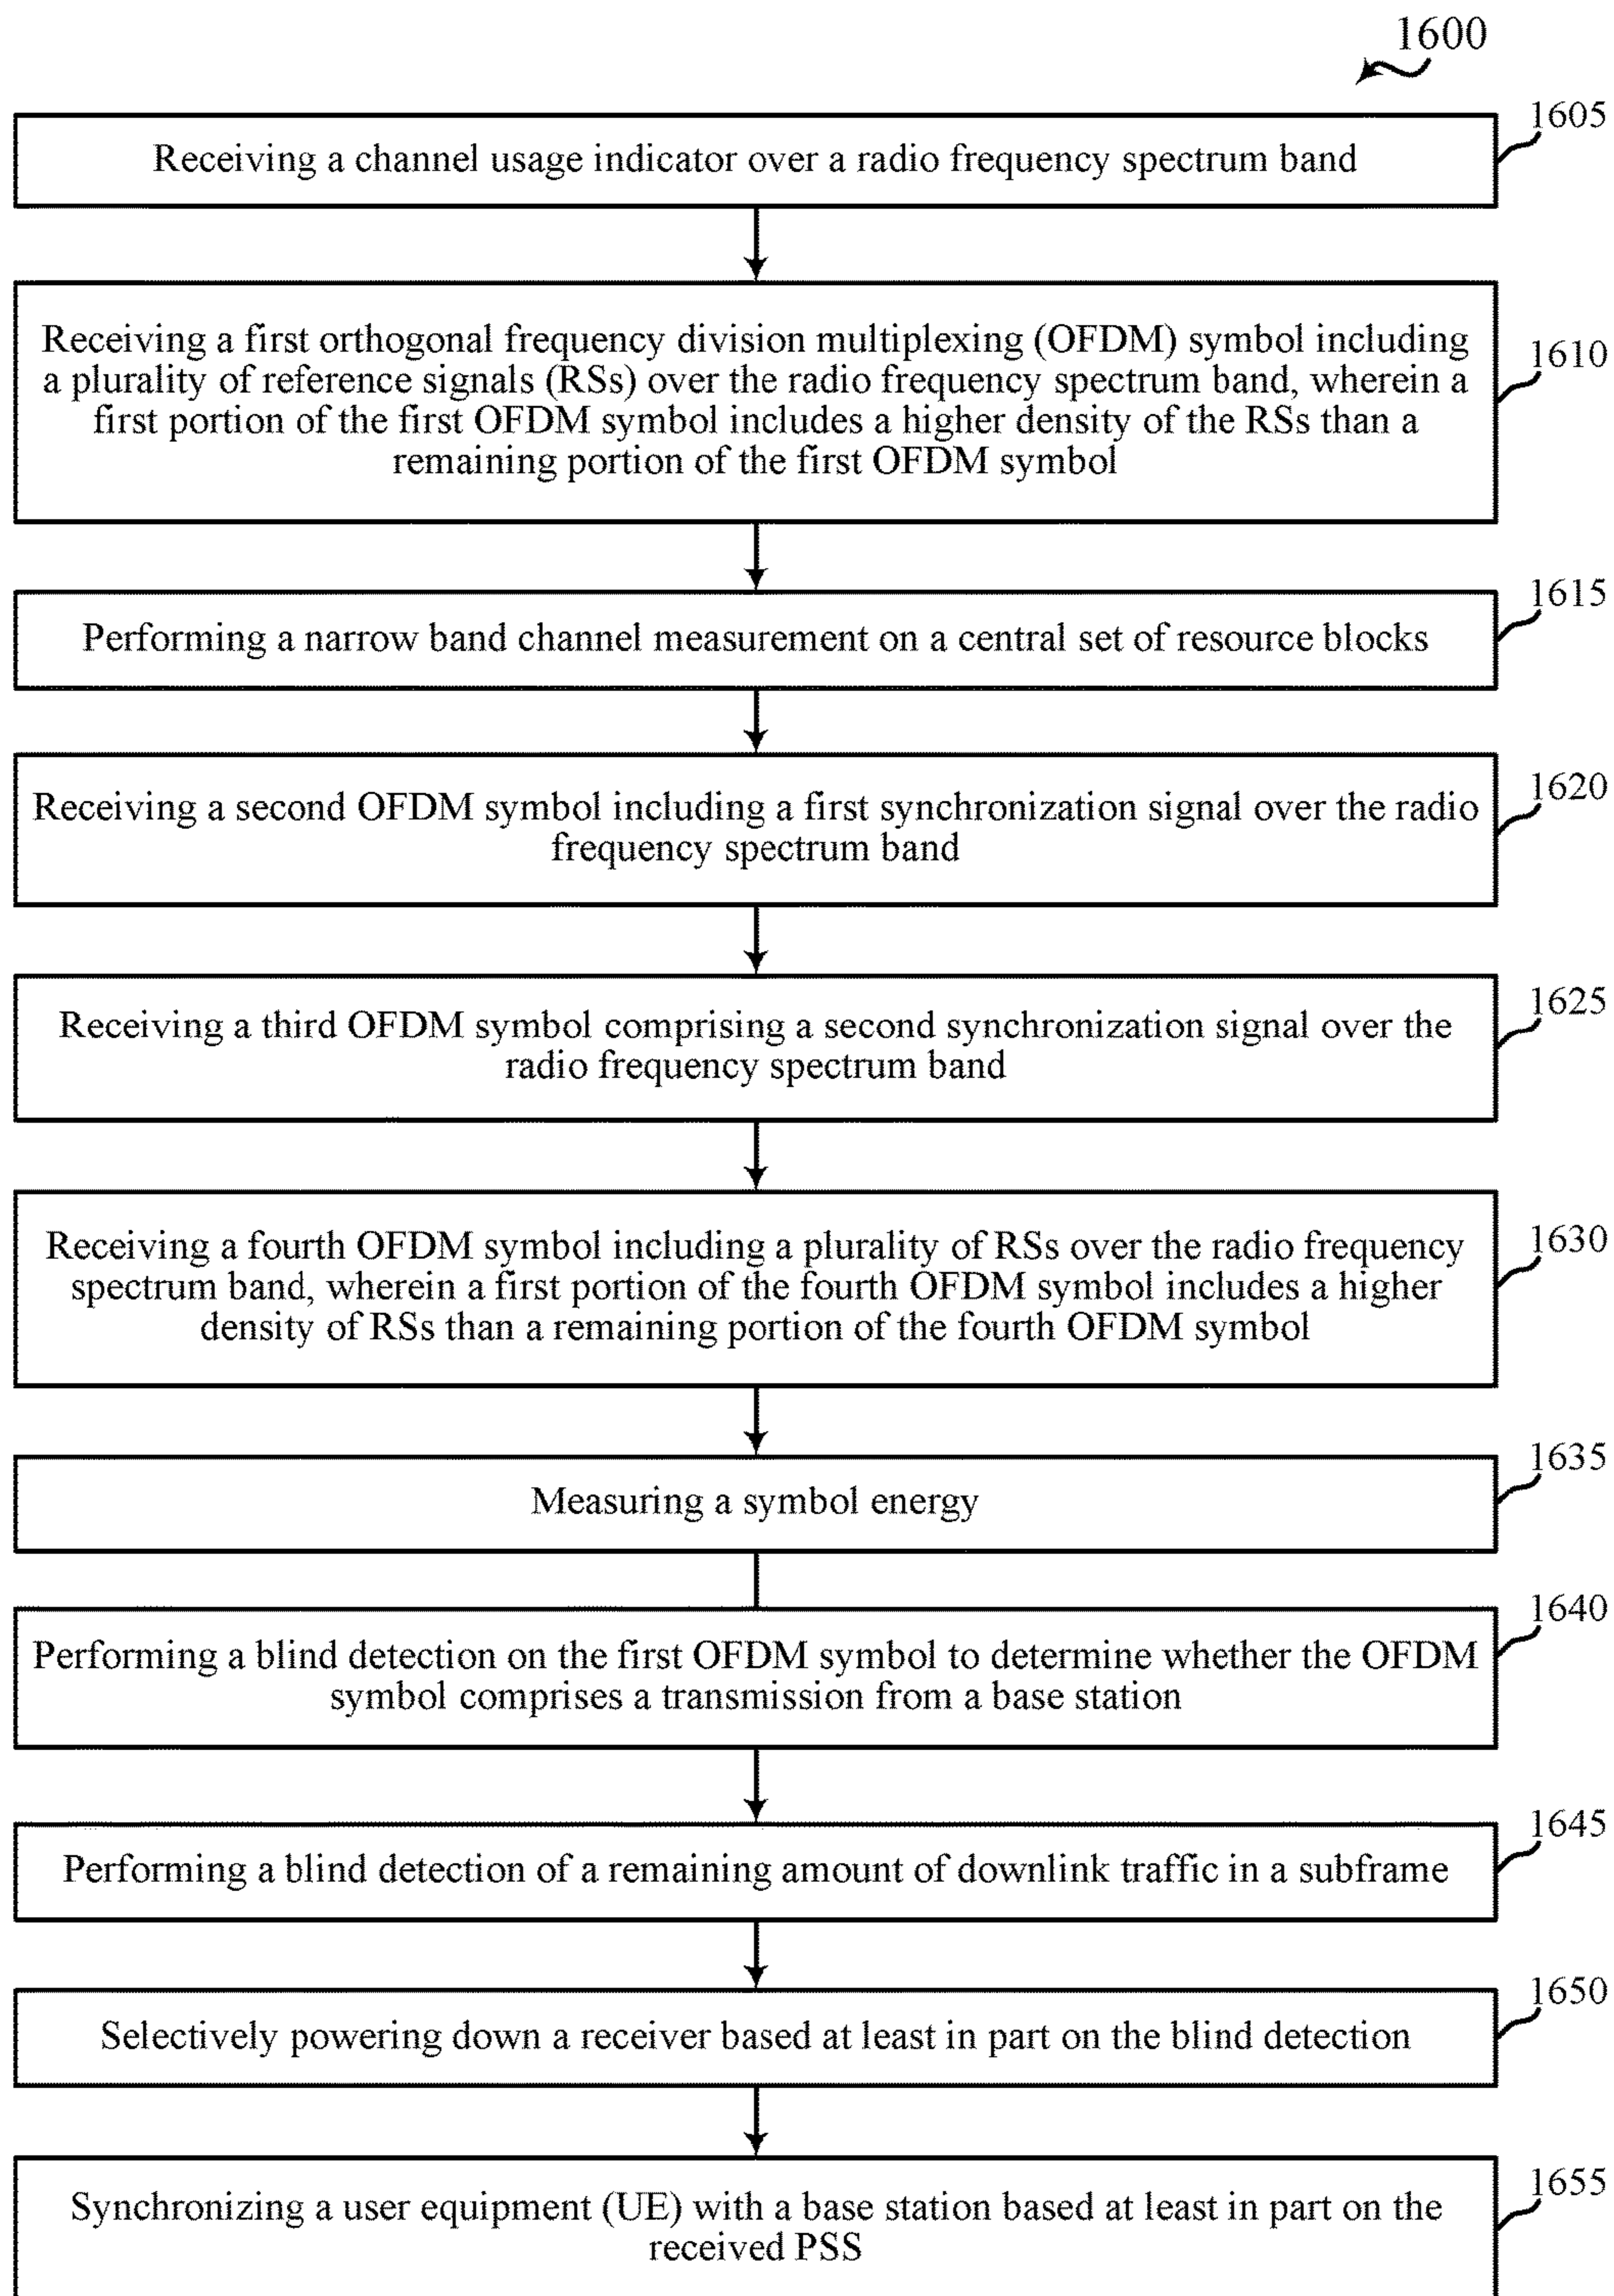 1600
1605
Receiving a channel usage indicator over a radio frequency spectrum band
Receiving a first orthogonal frequency division multiplexing (OFDM) symbol including
a plurality of reference signals (RSs) over the radio frequency spectrum band, wherein a
first portion of the first OFDM symbol includes a higher density of the RSs than a
remaining portion of the first OFDM symbol
1610
1615
Performing a narrow band channel measurement on a central set of resource blocks
1620
Receiving a second OFDM symbol including a first synchronization signal over the radio
frequency spectrum band
1625
Receiving a third OFDM symbol comprising a second synchronization signal over the
radio frequency spectrum band
1630
Receiving a fourth OFDM symbol including a plurality of RSs over the radio frequency
spectrum band, wherein a first portion of the fourth OFDM symbol includes a higher
density of RSs than a remaining portion of the fourth OFDM symbol
1635
Measuring a symbol energy
1640
Performing a blind detection on the first OFDM symbol to determine whether the OFDM
symbol comprises a transmission from a base station
1645
Performing a blind detection of a remaining amount of downlink traffic in a subframe
1650
Selectively powering down a receiver based at least in part on the blind detection
1655
Synchronizing a user equipment (UE) with a base station based at least in part on the
received PSS